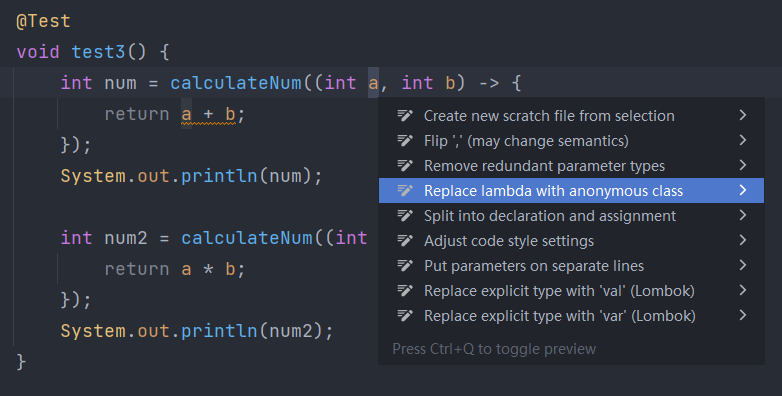 @Test
void test3() {
int num = calculateNum((int a, int b) -> {
return a + b;
});
System.out.println(num);
int num2 = calculateNum((int
return a * b;
});
System.out.println(num2);
}
Create new scratch file from selection
Flip ',' (may change semantics)
Remove redundant parameter types
Replace lambda with anonymous class
Split into declaration and assignment
Adjust code style settings
Put parameters on separate lines
Replace explicit type with 'val' (Lombok)
Replace explicit type with 'var' (Lombok)
Press Ctrl+Q to toggle preview